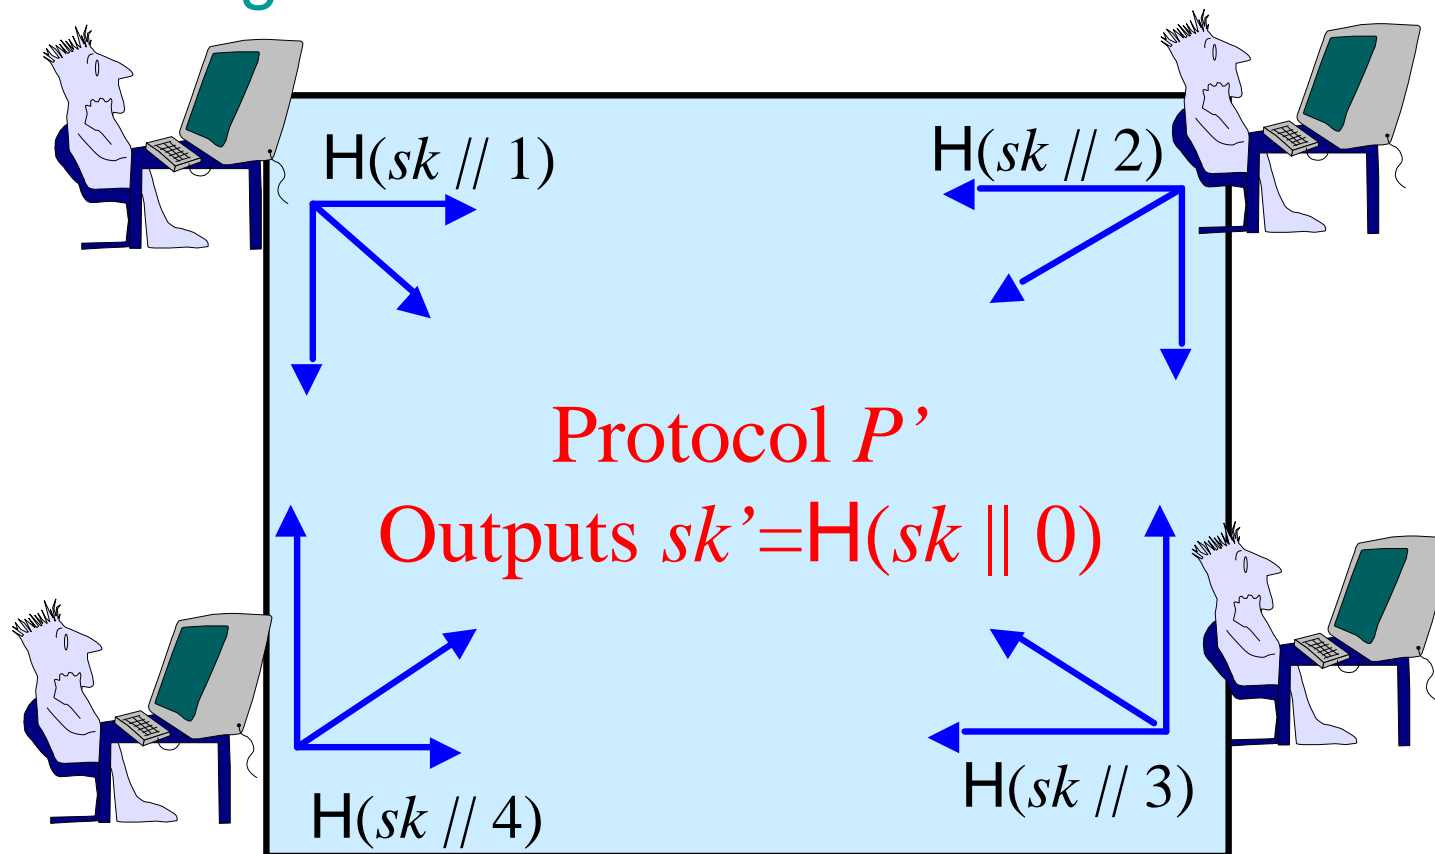 H(sk // 1)
H(sk // 2)
Protocol P’
Outputs sk’=H(sk || 0)
H(sk // 3)
H(sk // 4)